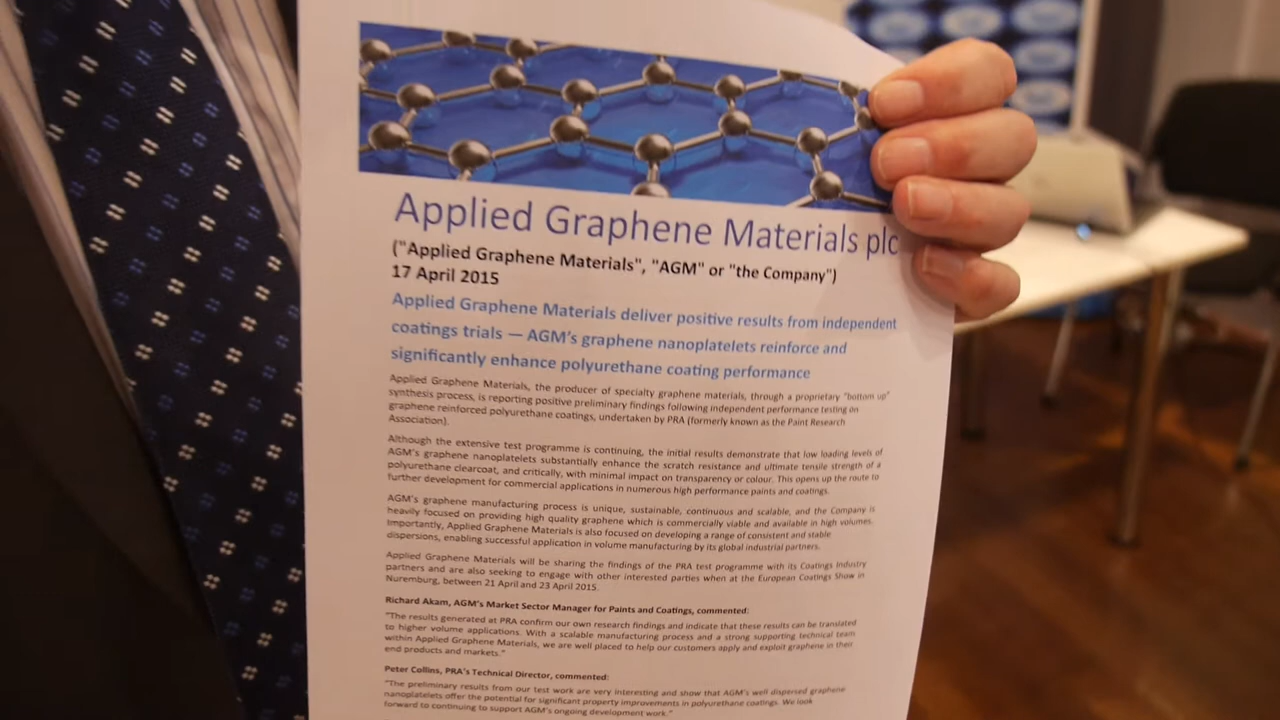 Applied Graphene Materials plc
("Applied Graphene Materials", "AGM" or "the Company")
17 April 2015
Applied Graphene Materials deliver positive results from independent
coatings trials — AGM's graphene nanoplatelets reinforce and
significantly enhance polyurethane coating performance
Applied Graphene Materials, the producer of specialty graphene materials, through a proprietary "bottom up"
synthesis process, is reporting positive preliminary findings following independent performance testing on
graphene reinforced polyurethane coatings, undertaken by PRA (formerly known as the Paint Research
Association).
Although the extensive test programme is continuing, the initial results demonstrate that low loading levels of
AGM's graphene nanoplatelets substantially enhance the scratch resistance and ultimate tensile strength of a
polyurethane clearcoat, and critically, with minimal impact on transparency or colour. This opens up the route to
further development for commercial applications in numerous high performance paints and coatings.
AGM's graphene manufacturing process is unique, sustainable, continuous and scalable, and the Company is
heavily focused on providing high quality graphene which is commercially viable and available in high volumes.
Importantly, Applied Graphene Materials is also focused on developing a range of consistent and stable
dispersions, enabling successful application in volume manufacturing by its global industrial partners.
Applied Graphene Materials will be sharing the findings of the PRA test programme with its Coatings Industry
partners and are also seeking to engage with other interested parties when at the European Coatings Show in
Nuremburg, between 21 April and 23 April 2015.
Richard Akam, AGM's Market Sector Manager for Paints and Coatings, commented:
"The results generated at PRA confirm our own research findings and indicate that these results can be translated
to higher volume applications. With a scalable manufacturing process and a strong supporting technical team
within Applied Graphene Materials, we are well placed to help our customers apply and exploit graphene in their
end products and markets."
Peter Collins, PRA's Technical Director, commented:
"The preliminary results from our test work are very interesting and show that AGM's well dispersed graphene
nanoplatelets offer the potential for significant property improvements in polyurethane coatings. We look
forward to continuing to support AGM's ongoing development work."